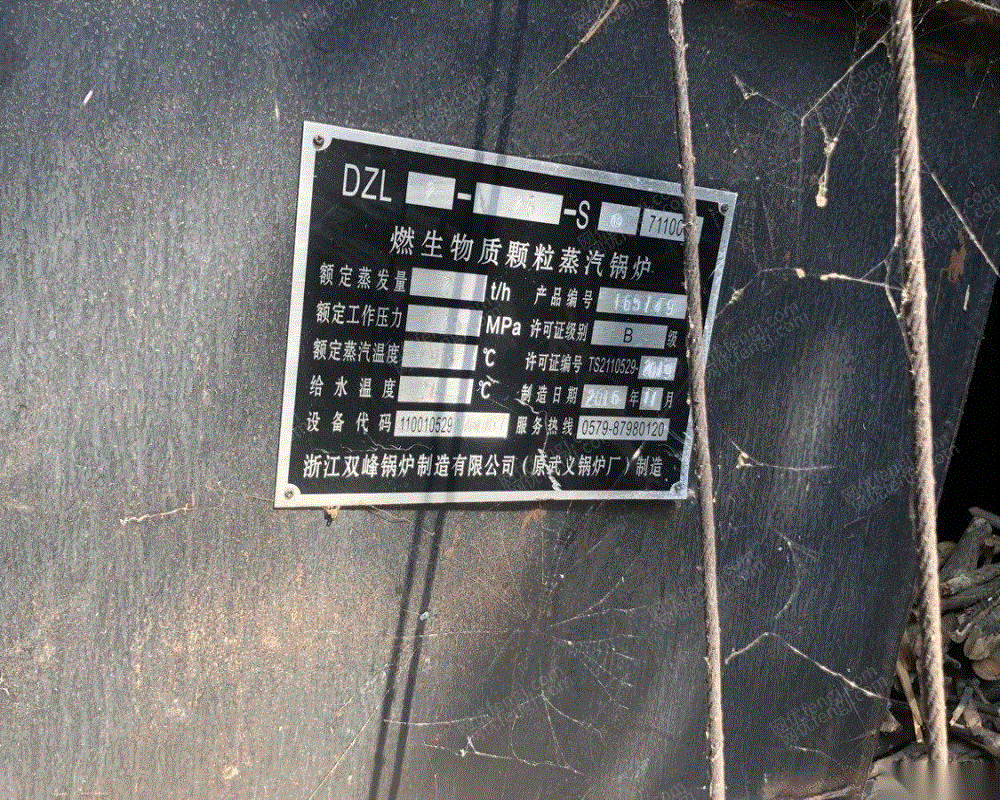 DZL 2- -S 71100
燃生物质颗粒蒸汽锅炉
额定蒸发量 t/h 产品编号 169149
额定工作压力 MPa 许可证级别 B 级
额定蒸汽温度 ℃ 许可证编号 TS2110529-2019
给水温度 ℃ 制造日期 2016 年 11 月
设备代码 110010529 服务热线 0579-87980120
浙江双峰锅炉制造有限公司(原武义锅炉厂)制造